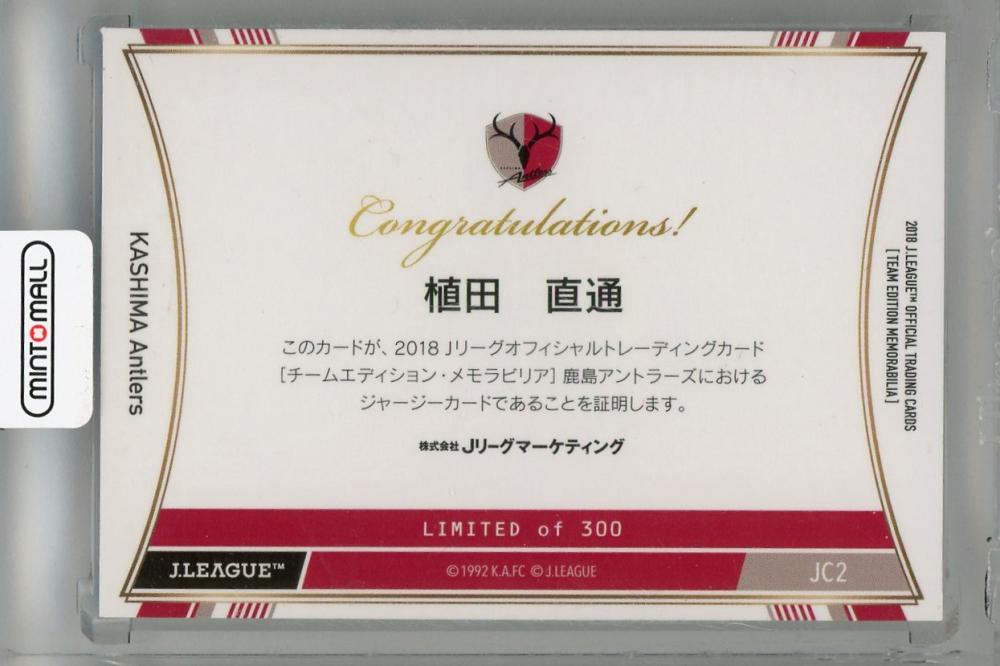 KASHIMA Antlers
Antlers
Congratulations!
植田 直通
このカードが、2018 Jリーグオフィシャルトレーディングカード
[チームエディション・メモラビリア] 鹿島アントラーズにおける
ジャージーカードであることを証明します。
株式会社 Jリーグマーケティング
LIMITED of 300
J.LEAGUE™
©1992 K.A.FC © J.LEAGUE
JC2
2018 J.LEAGUE™ OFFICIAL TRADING CARDS
[TEAM EDITION MEMORABILIA]
MINT MALL